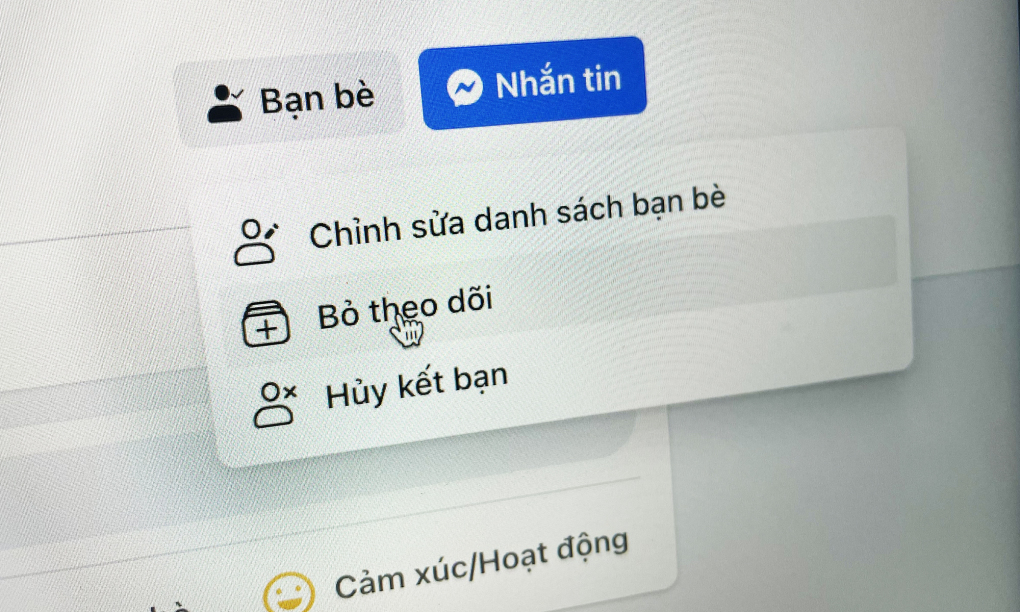 Bạn bè
Nhắn tin
Chỉnh sửa danh sách bạn bè
Bỏ theo dõi
Hủy kết bạn
Cảm xúc/Hoạt động